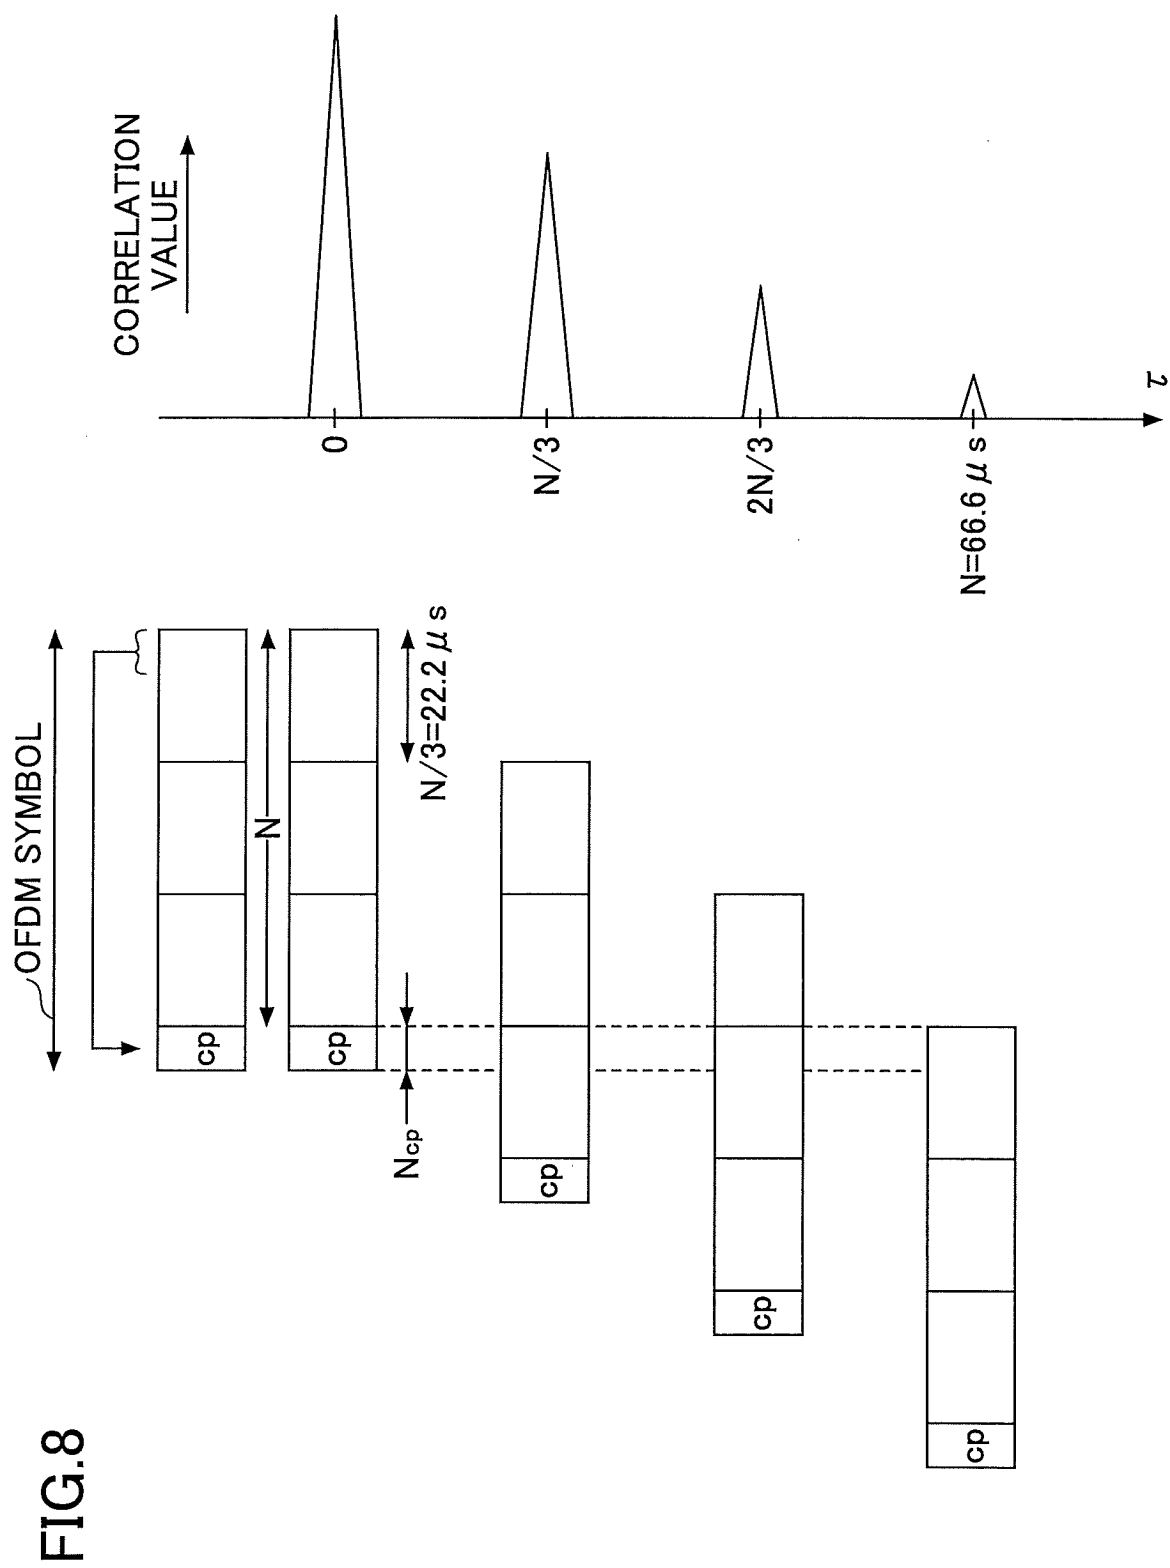 FIG.8
OFDM SYMBOL
cp
N
cp
N/3=22.2 μs
Ncp
cp
cp
cp
CORRELATION
VALUE
0
N/3
2N/3
N=66.6 μs
τ